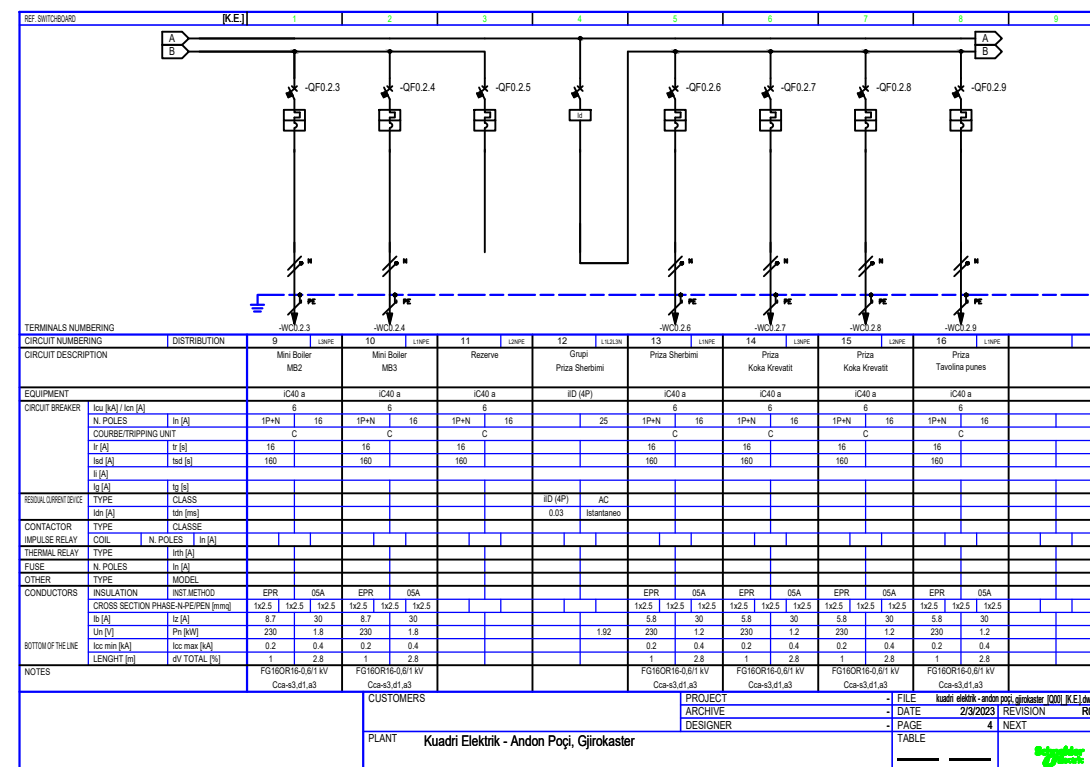 REF. SWITCHBOARD [K.E.] 1 2 3 4 5 6 7 8 9
A A
B B
-QF0.2.3 -QF0.2.4 -QF0.2.5 -QF0.2.6 -QF0.2.7 -QF0.2.8 -QF0.2.9
Id
N N N N N N
PE PE PE PE PE PE
TERMINALS NUMBERING -WC0.2.3 -WC0.2.4 -WC0.2.6 -WC0.2.7 -WC0.2.8 -WC0.2.9
CIRCUIT NUMBERING DISTRIBUTION 9 L3NPE 10 L1NPE 11 L2NPE 12 L1L2L3N 13 L1NPE 14 L3NPE 15 L2NPE 16 L1NPE
CIRCUIT DESCRIPTION Mini Boiler Mini Boiler Rezerve Grupi Priza Sherbimi Priza Priza Priza
MB2 MB3 Priza Sherbimi Koka Krevatit Koka Krevatit Tavolina punes
EQUIPMENT iC40 a iC40 a iC40 a iID (4P) iC40 a iC40 a iC40 a iC40 a
CIRCUIT BREAKER Icu [kA] / Icn [A] 6 6 6 6 6 6 6
N. POLES In [A] 1P+N 16 1P+N 16 1P+N 16 25 1P+N 16 1P+N 16 1P+N 16 1P+N 16
COURBE/TRIPPING UNIT C C C C C C C
Ir [A] tr [s] 16 16 16 16 16 16 16
Isd [A] tsd [s] 160 160 160 160 160 160 160
Ii [A]
Ig [A] tg [s]
RESIDUAL CURRENT DEVICE TYPE CLASS iID (4P) AC
Idn [A] tdn [ms] 0.03 Istantaneo
CONTACTOR TYPE CLASSE
IMPULSE RELAY COIL N. POLES In [A]
THERMAL RELAY TYPE Irth [A]
FUSE N. POLES In [A]
OTHER TYPE MODEL
CONDUCTORS INSULATION INST.METHOD EPR 05A EPR 05A EPR 05A EPR 05A EPR 05A EPR 05A
CROSS SECTION PHASE-N-PE/PEN [mmq] 1x2.5 1x2.5 1x2.5 1x2.5 1x2.5 1x2.5 1x2.5 1x2.5 1x2.5 1x2.5 1x2.5 1x2.5 1x2.5 1x2.5 1x2.5 1x2.5 1x2.5 1x2.5
Ib [A] Iz [A] 8.7 30 8.7 30 5.8 30 5.8 30 5.8 30 5.8 30
Un [V] Pn [kW] 230 1.8 230 1.8 1.92 230 1.2 230 1.2 230 1.2 230 1.2
BOTTOM OF THE LINE Icc min [kA] Icc max [kA] 0.2 0.4 0.2 0.4 0.2 0.4 0.2 0.4 0.2 0.4 0.2 0.4
LENGHT [m] dV TOTAL [%] 1 2.8 1 2.8 1 2.8 1 2.8 1 2.8 1 2.8
NOTES FG16OR16-0,6/1 kV FG16OR16-0,6/1 kV FG16OR16-0,6/1 kV FG16OR16-0,6/1 kV FG16OR16-0,6/1 kV FG16OR16-0,6/1 kV
Cca-s3,d1,a3 Cca-s3,d1,a3 Cca-s3,d1,a3 Cca-s3,d1,a3 Cca-s3,d1,a3 Cca-s3,d1,a3
CUSTOMERS PROJECT - FILE kuadri elektrik - andon poçi, gjirokaster [Q00] [K.E.].dw
ARCHIVE - DATE 2/3/2023 REVISION R0
DESIGNER - PAGE 4 NEXT
PLANT Kuadri Elektrik - Andon Poçi, Gjirokaster TABLE
Schneider
Electric